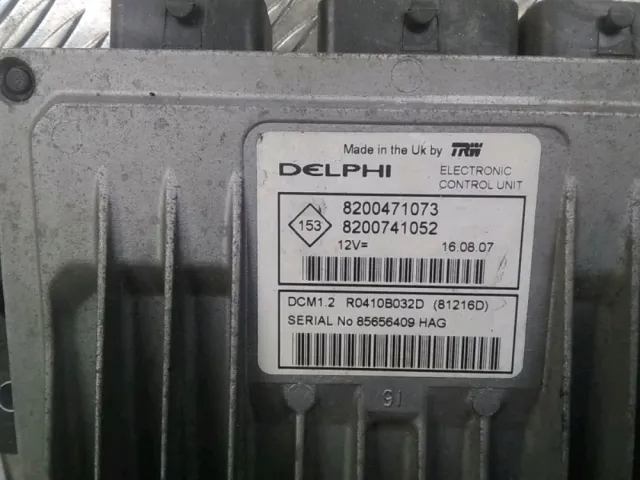 Made in the Uk by TRW
DELPHI ELECTRONIC
CONTROL UNIT
153 8200471073
8200741052
12V= 16.08.07
DCM1.2 R0410B032D (81216D)
SERIAL No 85656409 HAG
91